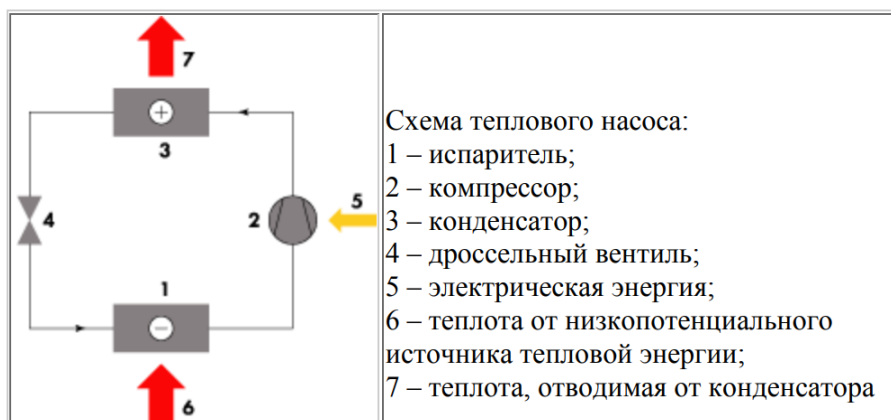 7
3
4
2
5
1
6
Схема теплового насоса:
1 – испаритель;
2 – компрессор;
3 – конденсатор;
4 – дроссельный вентиль;
5 – электрическая энергия;
6 – теплота от низкопотенциального
источника тепловой энергии;
7 – теплота, отводимая от конденсатора